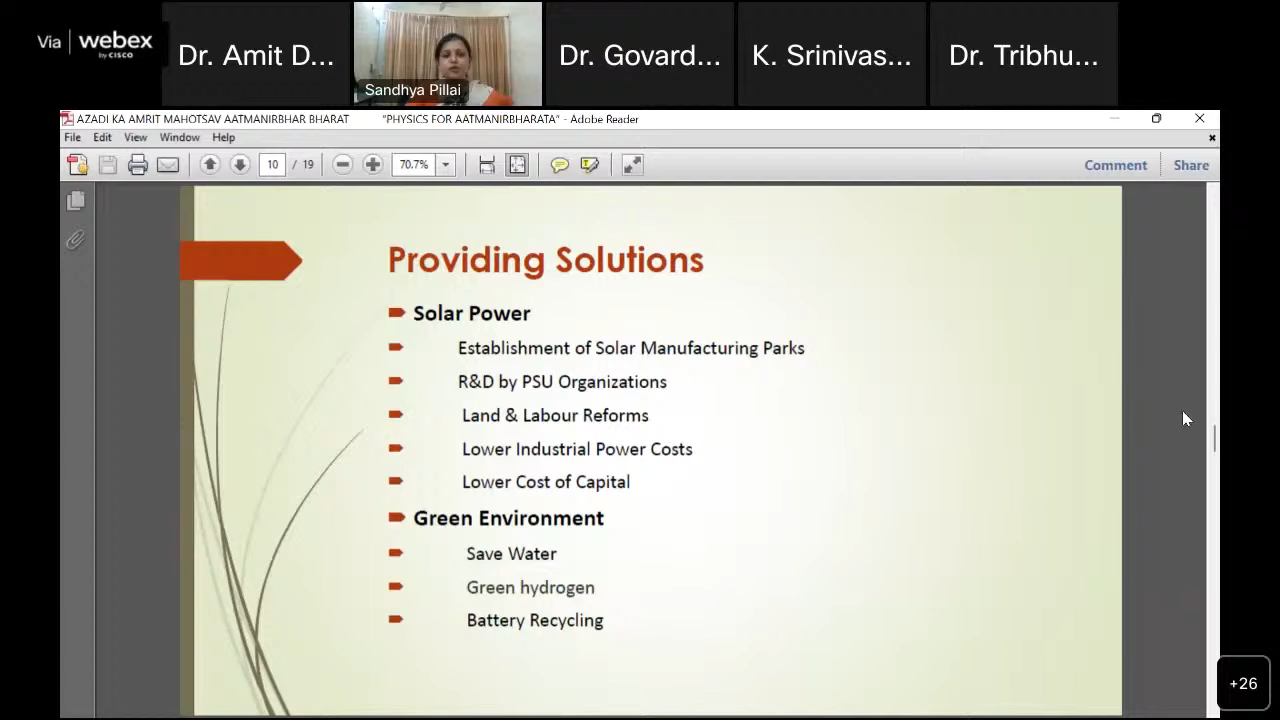 Via webex
by CISCO
Dr. Amit D...
Sandhya Pillai
Dr. Govard...
K. Srinivas...
Dr. Tribhu...
AZADI KA AMRIT MAHOTSAV AATMANIRBHAR BHARAT "PHYSICS FOR AATMANIRBHARATA" - Adobe Reader
File Edit View Window Help
10 / 19 70.7% Comment Share
Providing Solutions
Solar Power
Establishment of Solar Manufacturing Parks
R&D by PSU Organizations
Land & Labour Reforms
Lower Industrial Power Costs
Lower Cost of Capital
Green Environment
Save Water
Green hydrogen
Battery Recycling
+26